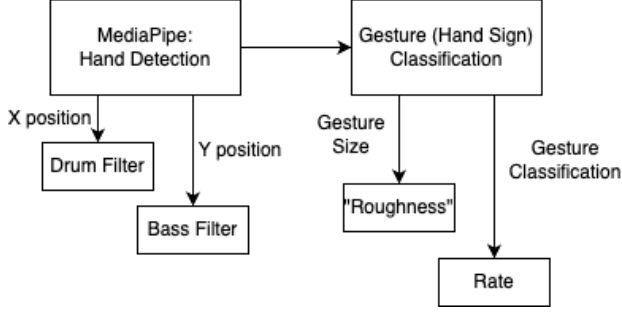 MediaPipe:
Hand Detection
Gesture (Hand Sign)
Classification
X position
Y position
Drum Filter
Bass Filter
Gesture
Size
Gesture
Classification
"Roughness"
Rate